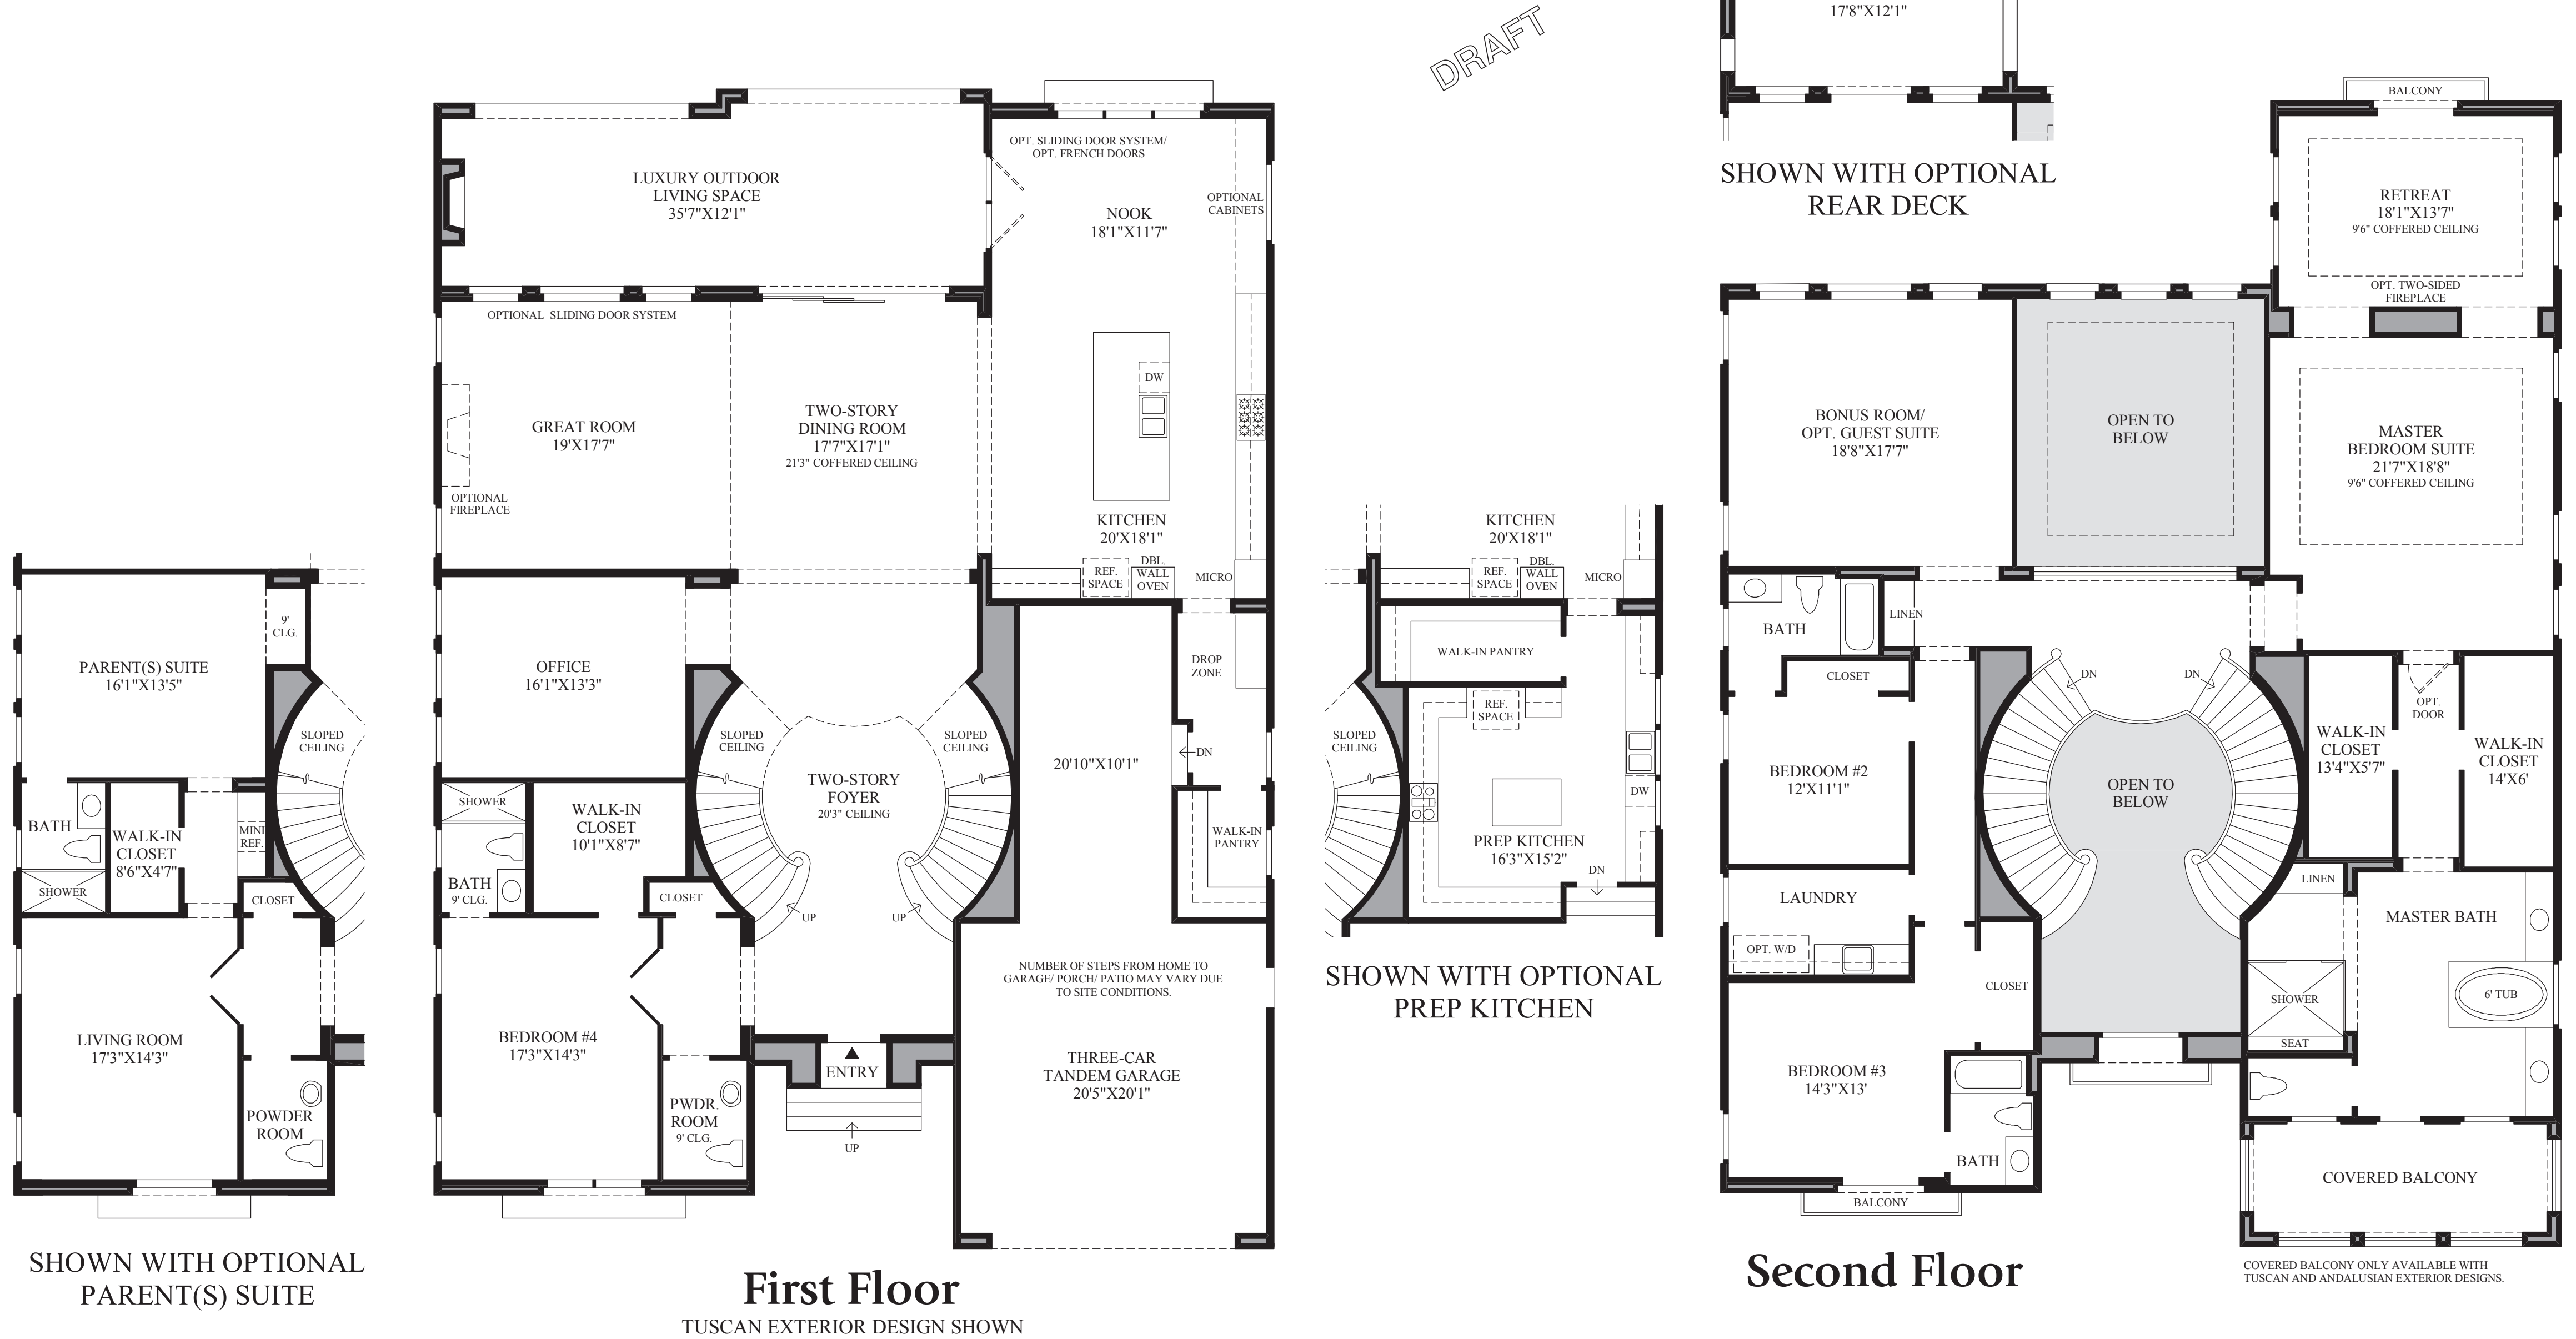 SHOWN WITH OPTIONAL
PARENT(S) SUITE
9'
CLG.
PARENT(S) SUITE
16'1"X13'5"
SLOPED
CEILING
BATH
WALK-IN
CLOSET
8'6"X4'7"
MINI
REF.
SHOWER
CLOSET
LIVING ROOM
17'3"X14'3"
POWDER
ROOM
LUXURY OUTDOOR
LIVING SPACE
35'7"X12'1"
OPT. SLIDING DOOR SYSTEM/
OPT. FRENCH DOORS
OPTIONAL
CABINETS
NOOK
18'1"X11'7"
OPTIONAL SLIDING DOOR SYSTEM
DW
GREAT ROOM
19'X17'7"
TWO-STORY
DINING ROOM
17'7"X17'1"
21'3" COFFERED CEILING
OPTIONAL
FIREPLACE
KITCHEN
20'X18'1"
REF.
SPACE
DBL.
WALL
OVEN
MICRO
OFFICE
16'1"X13'3"
DROP
ZONE
SLOPED
CEILING
SLOPED
CEILING
DN
20'10"X10'1"
TWO-STORY
FOYER
20'3" CEILING
SHOWER
WALK-IN
CLOSET
10'1"X8'7"
WALK-IN
PANTRY
BATH
9' CLG.
CLOSET
UP
UP
NUMBER OF STEPS FROM HOME TO
GARAGE/ PORCH/ PATIO MAY VARY DUE
TO SITE CONDITIONS.
BEDROOM #4
17'3"X14'3"
ENTRY
THREE-CAR
TANDEM GARAGE
20'5"X20'1"
PWDR.
ROOM
9' CLG.
UP
First Floor
TUSCAN EXTERIOR DESIGN SHOWN
DRAFT
KITCHEN
20'X18'1"
REF.
SPACE
DBL.
WALL
OVEN
MICRO
WALK-IN PANTRY
REF.
SPACE
SLOPED
CEILING
DW
PREP KITCHEN
16'3"X15'2"
DN
SHOWN WITH OPTIONAL
PREP KITCHEN
17'8"X12'1"
SHOWN WITH OPTIONAL
REAR DECK
BALCONY
RETREAT
18'1"X13'7"
9'6" COFFERED CEILING
OPT. TWO-SIDED
FIREPLACE
BONUS ROOM/
OPT. GUEST SUITE
18'8"X17'7"
OPEN TO
BELOW
MASTER
BEDROOM SUITE
21'7"X18'8"
9'6" COFFERED CEILING
BATH
LINEN
CLOSET
DN
DN
OPT.
DOOR
WALK-IN
CLOSET
13'4"X5'7"
WALK-IN
CLOSET
14'X6'
BEDROOM #2
12'X11'1"
OPEN TO
BELOW
LINEN
LAUNDRY
MASTER BATH
OPT. W/D
CLOSET
SHOWER
6' TUB
SEAT
BEDROOM #3
14'3"X13'
BATH
COVERED BALCONY
BALCONY
Second Floor
COVERED BALCONY ONLY AVAILABLE WITH
TUSCAN AND ANDALUSIAN EXTERIOR DESIGNS.